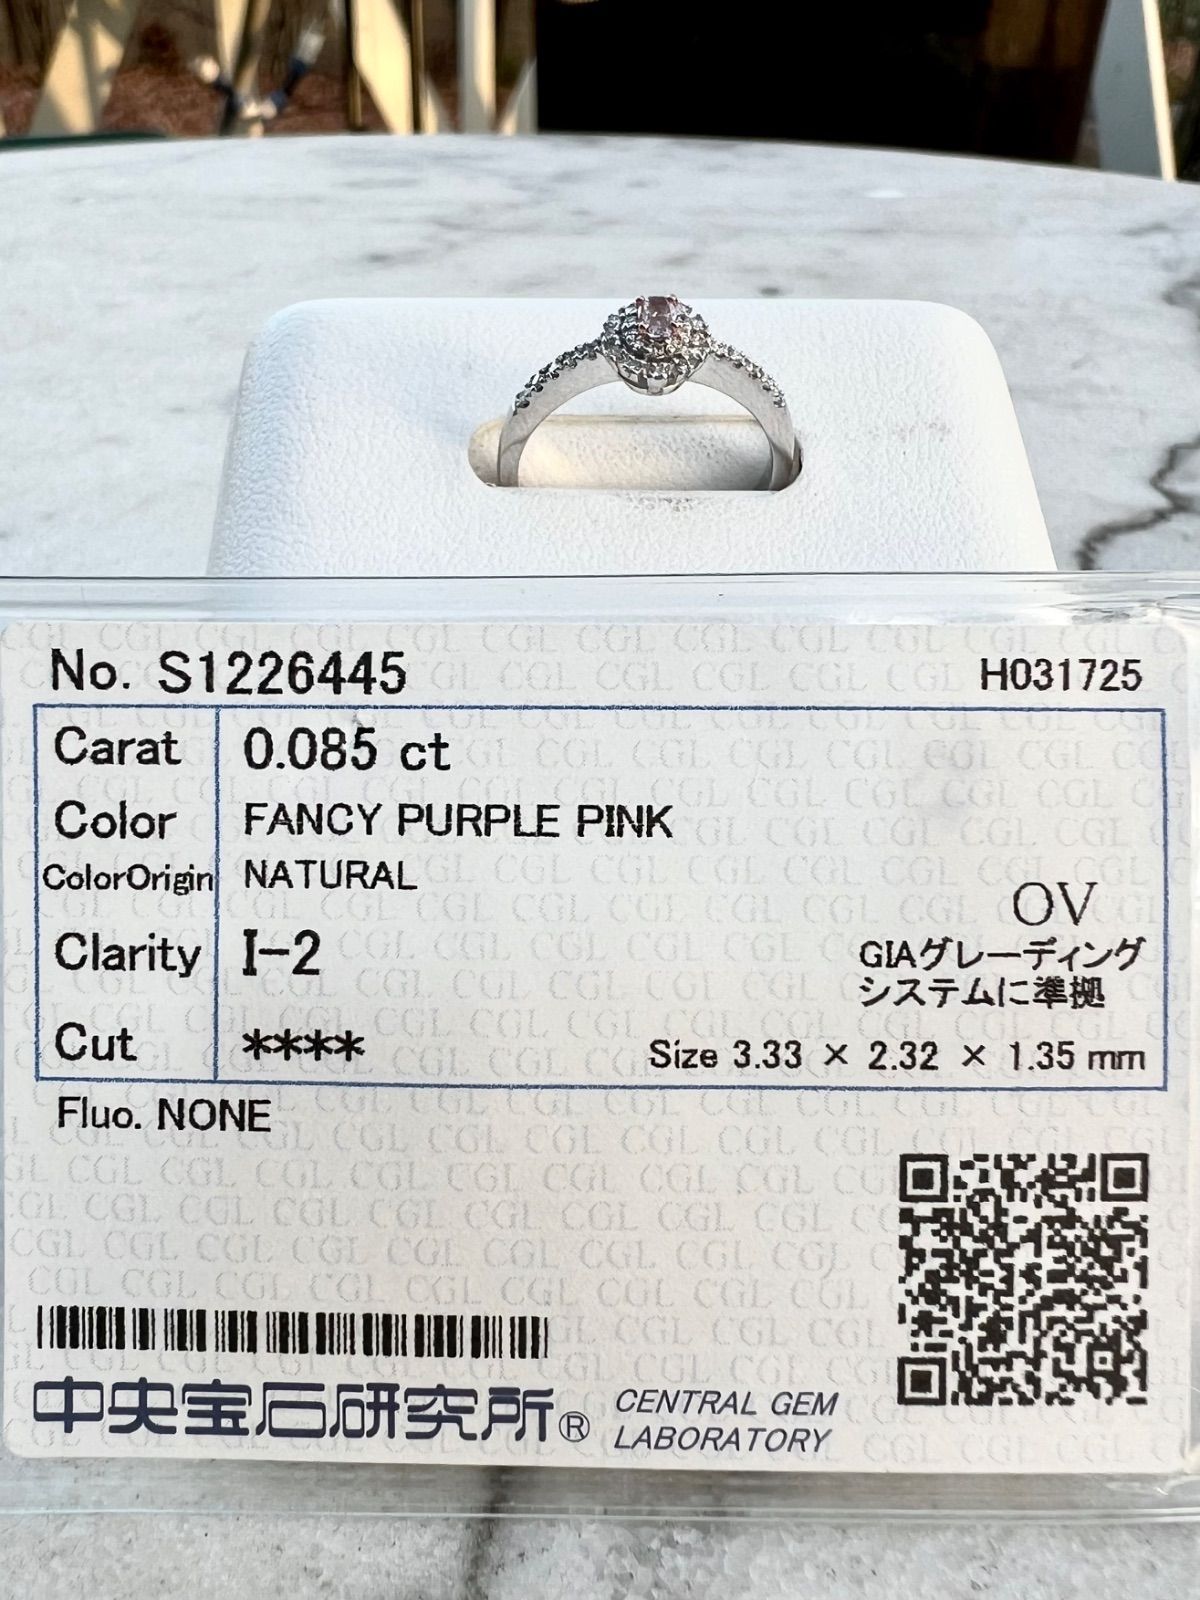 No. S1226445 H031725
Carat 0.085 ct
Color FANCY PURPLE PINK
ColorOrigin NATURAL
OV
Clarity I-2
GIAグレーディング
システムに準拠
Cut ****
Size 3.33 × 2.32 × 1.35 mm
Fluo. NONE
中央宝石研究所® CENTRAL GEM
LABORATORY